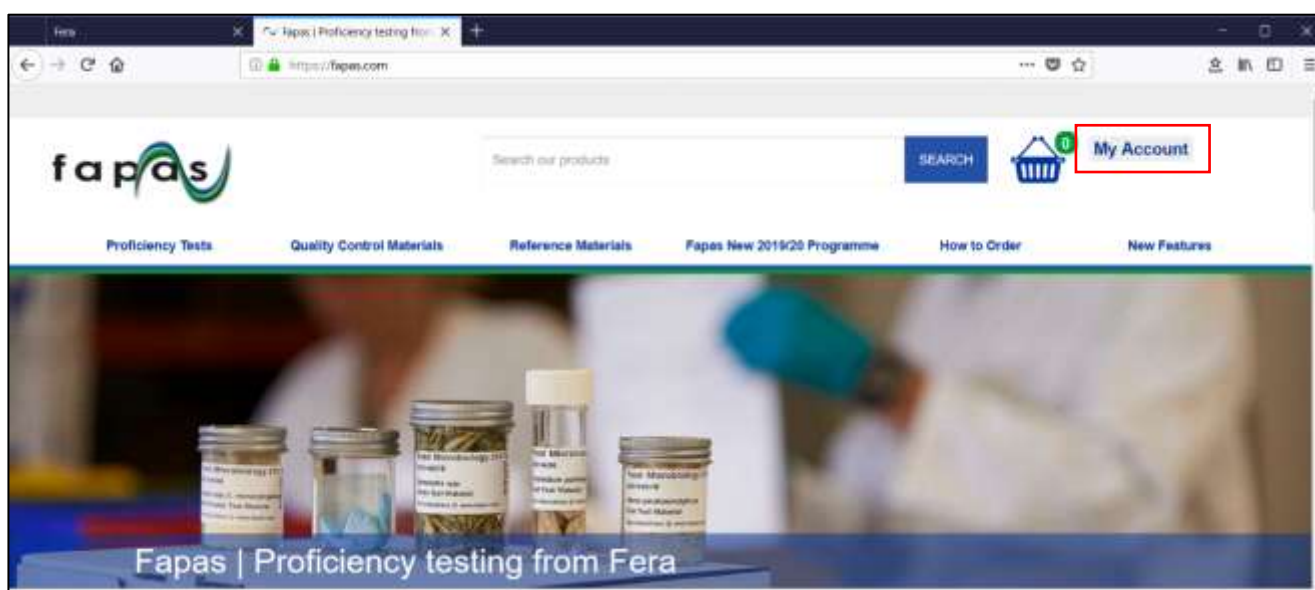 Fera
Fapas | Proficiency testing from
https://fapas.com
fapas
Search our products
SEARCH
0
My Account
Proficiency Tests
Quality Control Materials
Reference Materials
Fapas New 2019/20 Programme
How to Order
New Features
Fapas | Proficiency testing from Fera